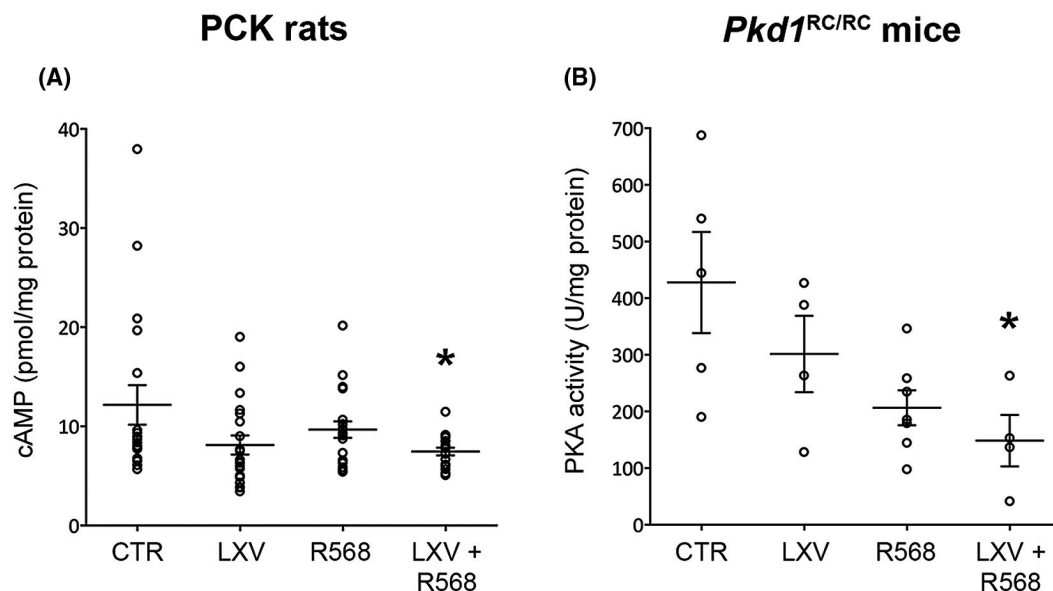 PCK rats
Pkd1RC/RC mice
(A)
(B)
cAMP (pmol/mg protein)
40
30
20
10
0
CTR
LXV
R568
LXV +
R568
*
PKA activity (U/mg protein)
700
600
500
400
300
200
100
0
CTR
LXV
R568
LXV +
R568
*